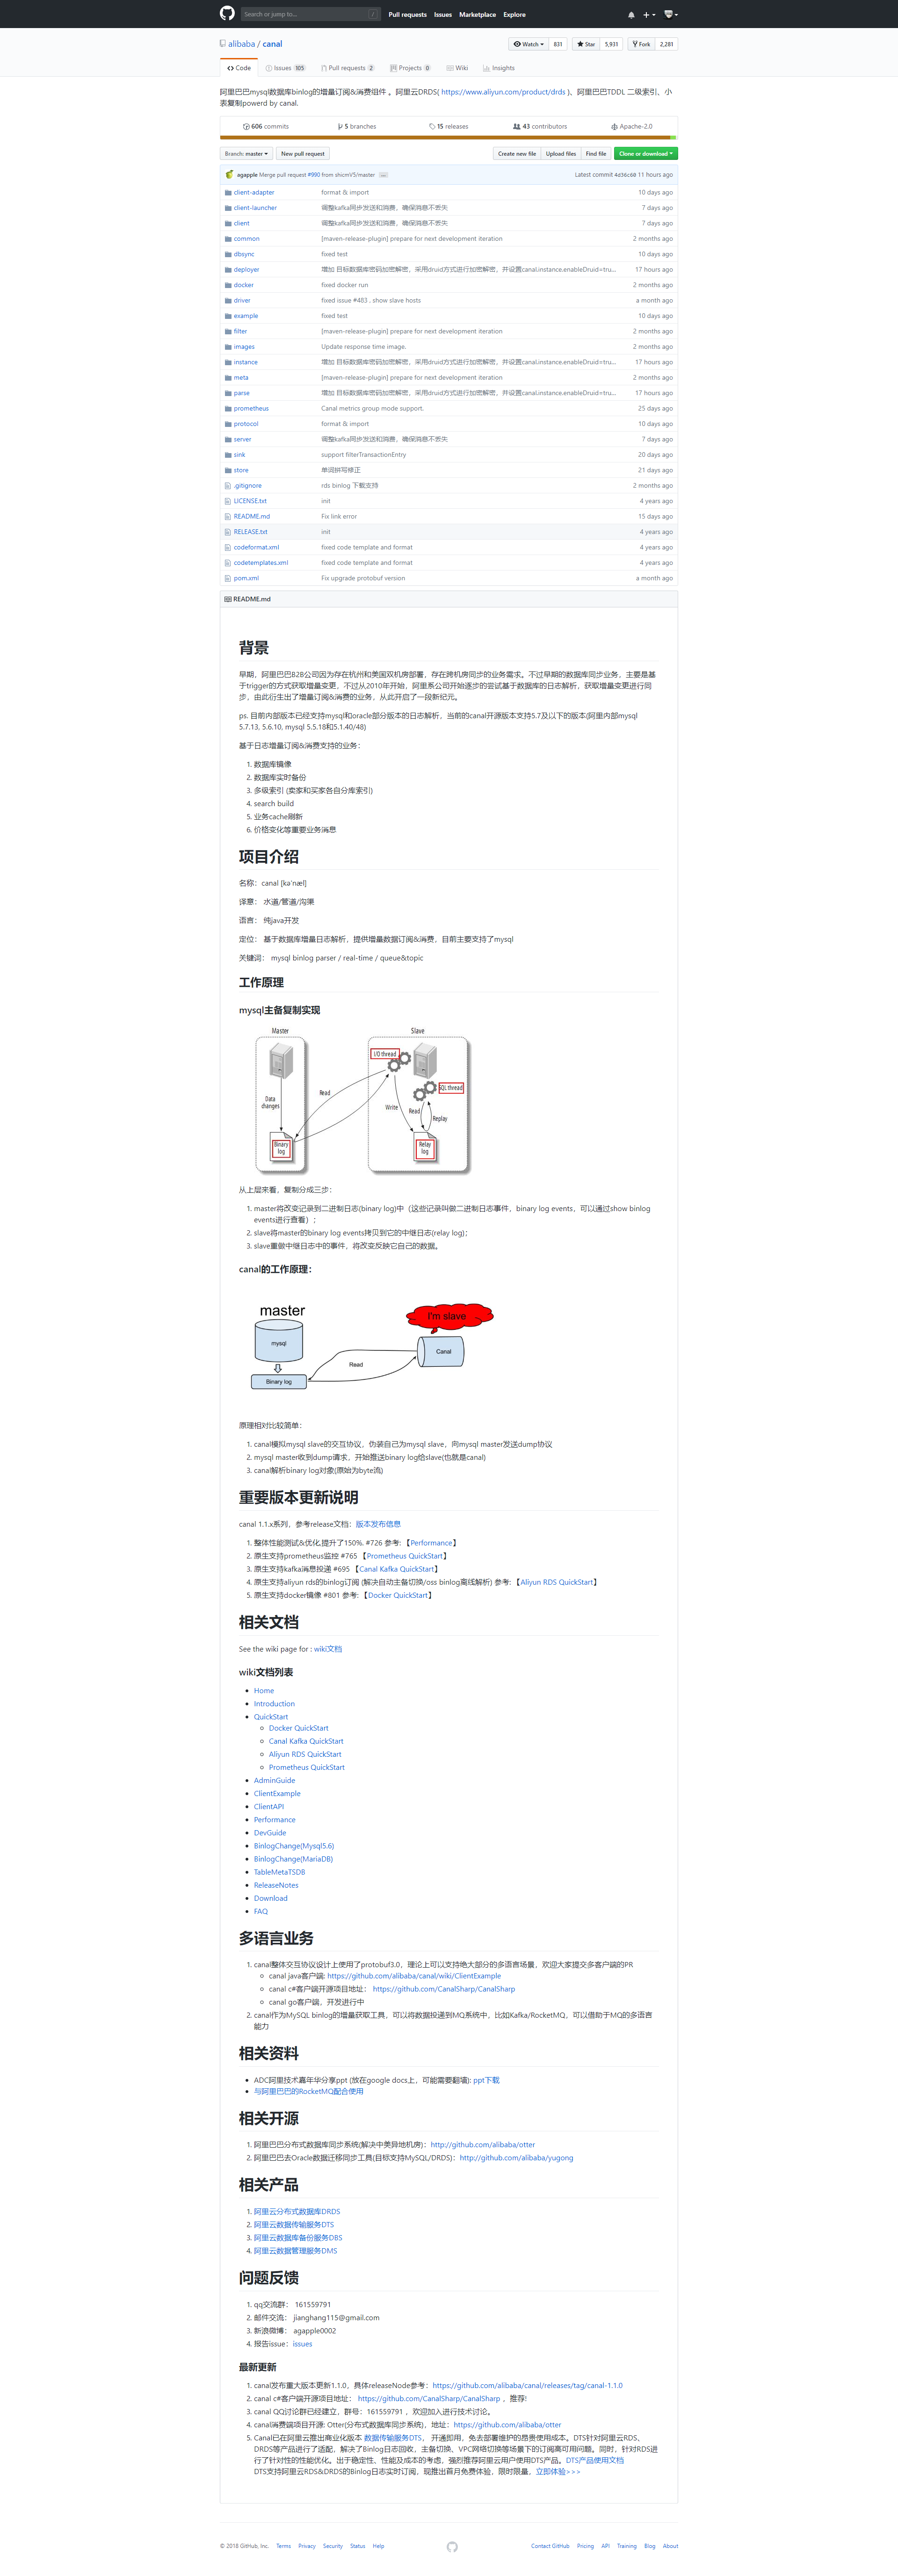 Search or jump to... /
Pull requests Issues Marketplace Explore
alibaba / canal
Watch 831 Star 5,931 Fork 2,281
Code Issues 105 Pull requests 2 Projects 0 Wiki Insights
阿里巴巴mysql数据库binlog的增量订阅&消费组件 。阿里云DRDS( https://www.aliyun.com/product/drds )、阿里巴巴TDDL 二级索引、小
表复制powerd by canal.
606 commits 5 branches 15 releases 43 contributors Apache-2.0
Branch: master New pull request Create new file Upload files Find file Clone or download
agapple Merge pull request #990 from shicmV5/master Latest commit 4d36c60 11 hours ago
client-adapter format & import 10 days ago
client-launcher 调整kafka同步发送和消费，确保消息不丢失 7 days ago
client 调整kafka同步发送和消费，确保消息不丢失 7 days ago
common [maven-release-plugin] prepare for next development iteration 2 months ago
dbsync fixed test 10 days ago
deployer 增加 目标数据库密码加密解密，采用druid方式进行加密解密，并设置canal.instance.enableDruid=tru... 17 hours ago
docker fixed docker run 2 months ago
driver fixed issue #483 , show slave hosts a month ago
example fixed test 10 days ago
filter [maven-release-plugin] prepare for next development iteration 2 months ago
images Update response time image. 2 months ago
instance 增加 目标数据库密码加密解密，采用druid方式进行加密解密，并设置canal.instance.enableDruid=tru... 17 hours ago
meta [maven-release-plugin] prepare for next development iteration 2 months ago
parse 增加 目标数据库密码加密解密，采用druid方式进行加密解密，并设置canal.instance.enableDruid=tru... 17 hours ago
prometheus Canal metrics group mode support. 25 days ago
protocol format & import 10 days ago
server 调整kafka同步发送和消费，确保消息不丢失 7 days ago
sink support filterTransactionEntry 20 days ago
store 单词拼写修正 21 days ago
.gitignore rds binlog 下载支持 2 months ago
LICENSE.txt init 4 years ago
README.md Fix link error 15 days ago
RELEASE.txt init 4 years ago
codeformat.xml fixed code template and format 4 years ago
codetemplates.xml fixed code template and format 4 years ago
pom.xml Fix upgrade protobuf version a month ago
README.md
背景
早期，阿里巴巴B2B公司因为存在杭州和美国双机房部署，存在跨机房同步的业务需求。不过早期的数据库同步业务，主要是基
于trigger的方式获取增量变更，不过从2010年开始，阿里系公司开始逐步的尝试基于数据库的日志解析，获取增量变更进行同
步，由此衍生出了增量订阅&消费的业务，从此开启了一段新纪元。
ps. 目前内部版本已经支持mysql和oracle部分版本的日志解析，当前的canal开源版本支持5.7及以下的版本(阿里内部mysql
5.7.13, 5.6.10, mysql 5.5.18和5.1.40/48)
基于日志增量订阅&消费支持的业务：
1. 数据库镜像
2. 数据库实时备份
3. 多级索引 (卖家和买家各自分库索引)
4. search build
5. 业务cache刷新
6. 价格变化等重要业务消息
项目介绍
名称：canal [kə'næl]
译意： 水道/管道/沟渠
语言： 纯java开发
定位： 基于数据库增量日志解析，提供增量数据订阅&消费，目前主要支持了mysql
关键词： mysql binlog parser / real-time / queue&topic
工作原理
mysql主备复制实现
Master Slave
I/O thread
SQL thread
Data changes Read Write Read Replay
Binary log Relay log
从上层来看，复制分成三步：
1. master将改变记录到二进制日志(binary log)中（这些记录叫做二进制日志事件，binary log events，可以通过show binlog
events进行查看）；
2. slave将master的binary log events拷贝到它的中继日志(relay log)；
3. slave重做中继日志中的事件，将改变反映它自己的数据。
canal的工作原理：
master I'm slave
mysql Canal
Read
Binary log
原理相对比较简单：
1. canal模拟mysql slave的交互协议，伪装自己为mysql slave，向mysql master发送dump协议
2. mysql master收到dump请求，开始推送binary log给slave(也就是canal)
3. canal解析binary log对象(原始为byte流)
重要版本更新说明
canal 1.1.x系列，参考release文档：版本发布信息
1. 整体性能测试&优化,提升了150%. #726 参考: 【Performance】
2. 原生支持prometheus监控 #765 【Prometheus QuickStart】
3. 原生支持kafka消息投递 #695 【Canal Kafka QuickStart】
4. 原生支持aliyun rds的binlog订阅 (解决自动主备切换/oss binlog离线解析) 参考: 【Aliyun RDS QuickStart】
5. 原生支持docker镜像 #801 参考: 【Docker QuickStart】
相关文档
See the wiki page for : wiki文档
wiki文档列表
Home
Introduction
QuickStart
Docker QuickStart
Canal Kafka QuickStart
Aliyun RDS QuickStart
Prometheus QuickStart
AdminGuide
ClientExample
ClientAPI
Performance
DevGuide
BinlogChange(Mysql5.6)
BinlogChange(MariaDB)
TableMetaTSDB
ReleaseNotes
Download
FAQ
多语言业务
1. canal整体交互协议设计上使用了protobuf3.0，理论上可以支持绝大部分的多语言场景，欢迎大家提交多客户端的PR
canal java客户端: https://github.com/alibaba/canal/wiki/ClientExample
canal c#客户端开源项目地址： https://github.com/CanalSharp/CanalSharp
canal go客户端，开发进行中
2. canal作为MySQL binlog的增量获取工具，可以将数据投递到MQ系统中，比如Kafka/RocketMQ，可以借助于MQ的多语言
能力
相关资料
ADC阿里技术嘉年华分享ppt (放在google docs上，可能需要翻墙): ppt下载
与阿里巴巴的RocketMQ配合使用
相关开源
1. 阿里巴巴分布式数据库同步系统(解决中美异地机房)：http://github.com/alibaba/otter
2. 阿里巴巴去Oracle数据迁移同步工具(目标支持MySQL/DRDS)：http://github.com/alibaba/yugong
相关产品
1. 阿里云分布式数据库DRDS
2. 阿里云数据传输服务DTS
3. 阿里云数据库备份服务DBS
4. 阿里云数据管理服务DMS
问题反馈
1. qq交流群： 161559791
2. 邮件交流： jianghang115@gmail.com
3. 新浪微博： agapple0002
4. 报告issue：issues
最新更新
1. canal发布重大版本更新1.1.0，具体releaseNode参考：https://github.com/alibaba/canal/releases/tag/canal-1.1.0
2. canal c#客户端开源项目地址： https://github.com/CanalSharp/CanalSharp ，推荐!
3. canal QQ讨论群已经建立，群号：161559791 ，欢迎加入进行技术讨论。
4. canal消费端项目开源: Otter(分布式数据库同步系统)，地址：https://github.com/alibaba/otter
5. Canal已在阿里云推出商业化版本 数据传输服务DTS， 开通即用，免去部署维护的昂贵使用成本。DTS针对阿里云RDS、
DRDS等产品进行了适配，解决了Binlog日志回收，主备切换、VPC网络切换等场景下的订阅高可用问题。同时，针对RDS进
行了针对性的性能优化。出于稳定性、性能及成本的考虑，强烈推荐阿里云用户使用DTS产品。DTS产品使用文档
DTS支持阿里云RDS&DRDS的Binlog日志实时订阅，现推出首月免费体验，限时限量，立即体验>>>
© 2018 GitHub, Inc. Terms Privacy Security Status Help Contact GitHub Pricing API Training Blog About